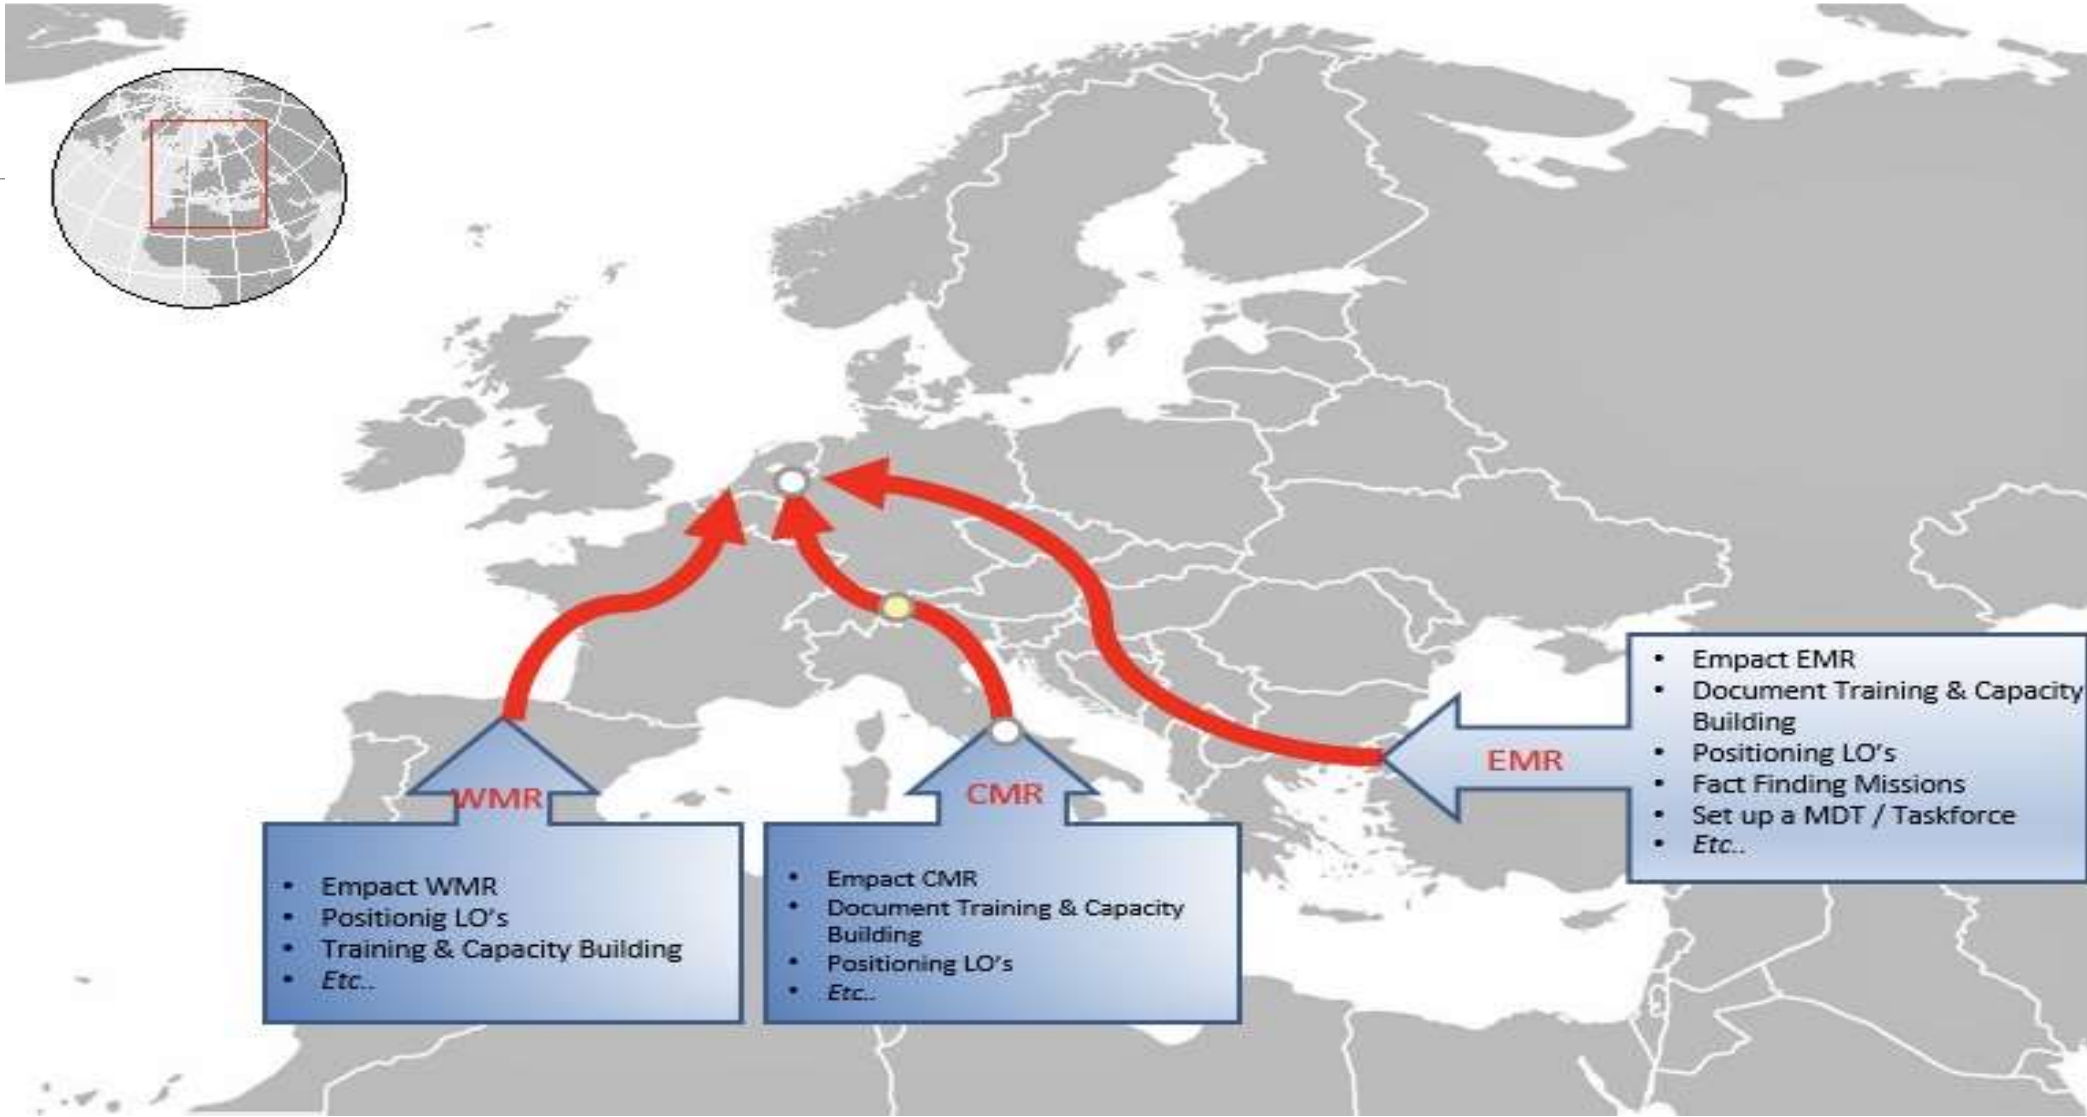 WMR
• Empact WMR
• Positionig LO's
• Training & Capacity Building
• Etc..
CMR
• Empact CMR
• Document Training & Capacity
Building
• Positioning LO's
• Etc..
EMR
• Empact EMR
• Document Training & Capacity
Building
• Positioning LO's
• Fact Finding Missions
• Set up a MDT / Taskforce
• Etc..